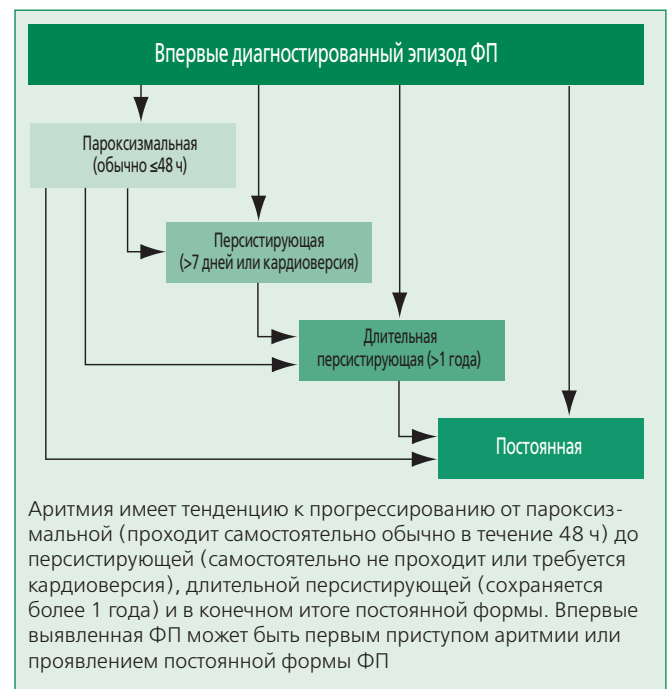 Впервые диагностированный эпизод ФП
Пароксизмальная
(обычно ≤48 ч)
Персистирующая
(>7 дней или кардиоверсия)
Длительная
персистирующая (>1 года)
Постоянная
Аритмия имеет тенденцию к прогрессированию от пароксиз-
мальной (проходит самостоятельно обычно в течение 48 ч) до
персистирующей (самостоятельно не проходит или требуется
кардиоверсия), длительной персистирующей (сохраняется
более 1 года) и в конечном итоге постоянной формы. Впервые
выявленная ФП может быть первым приступом аритмии или
проявлением постоянной формы ФП